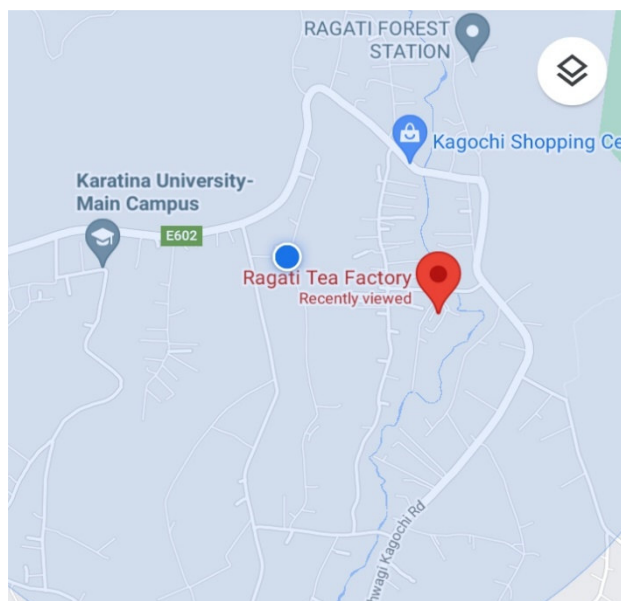 RAGATI FOREST
STATION
Kagochi Shopping Ce
Karatina University-
Main Campus
E602
Ragati Tea Factory
Recently viewed
hwagi Kagochi Rd